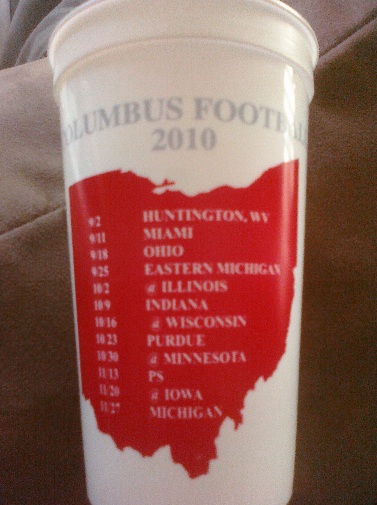 COLUMBUS FOOTBALL
2010
9/2 HUNTINGTON, WV
9/11 MIAMI
9/18 OHIO
9/25 EASTERN MICHIGAN
10/2 @ ILLINOIS
10/9 INDIANA
10/16 @ WISCONSIN
10/23 PURDUE
10/30 @ MINNESOTA
11/13 PS
11/20 @ IOWA
11/27 MICHIGAN